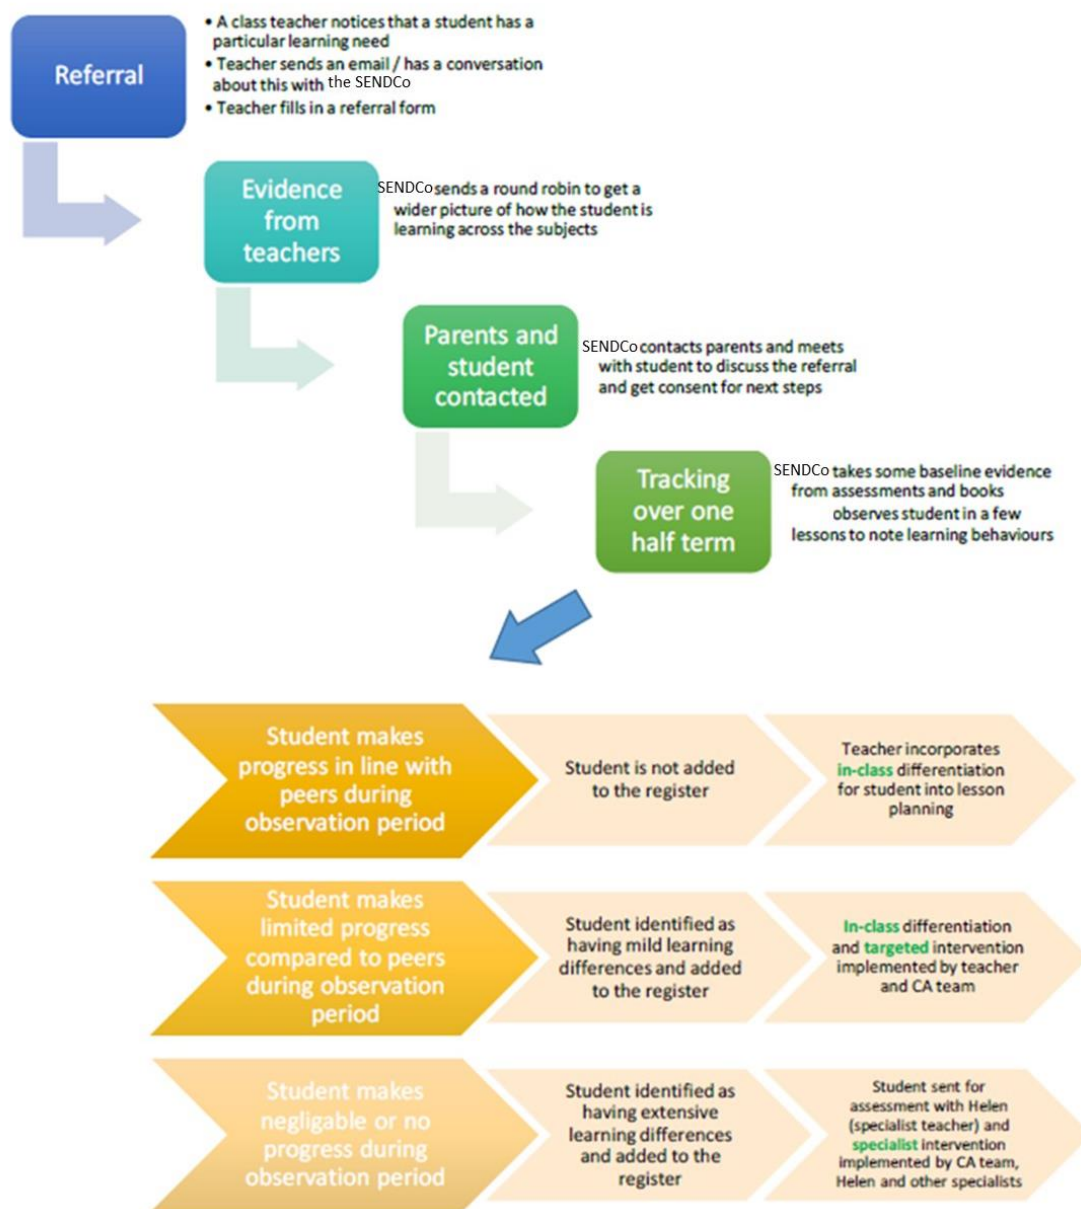 Referral
• A class teacher notices that a student has a
particular learning need
• Teacher sends an email / has a conversation
about this with the SENDCo
• Teacher fills in a referral form
Evidence
from
teachers
SENDCo sends a round robin to get a
wider picture of how the student is
learning across the subjects
Parents and
student
contacted
SENDCo contacts parents and meets
with student to discuss the referral
and get consent for next steps
Tracking
over one
half term
SENDCo takes some baseline evidence
from assessments and books
observes student in a few
lessons to note learning behaviours
Student makes
progress in line with
peers during
observation period
Student is not added
to the register
Teacher incorporates
in-class differentiation
for student into lesson
planning
Student makes
limited progress
compared to peers
during observation
period
Student identified as
having mild learning
differences and added
to the register
In-class differentiation
and targeted intervention
implemented by teacher
and CA team
Student makes
negligable or no
progress during
observation period
Student identified as
having extensive
learning differences
and added to the
register
Student sent for
assessment with Helen
(specialist teacher) and
specialist intervention
implemented by CA team,
Helen and other specialists